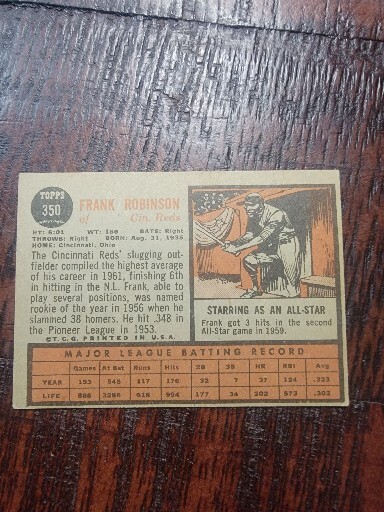 TOPPS
350
FRANK ROBINSON
of Cin. Reds
HT: 6:01 WT: 186 BATS: Right
THROWS: Right BORN: Aug. 31, 1935
HOME: Cincinnati, Ohio
The Cincinnati Reds' slugging out-
fielder compiled the highest average
of his career in 1961, finishing 6th
in hitting in the N.L. Frank, able to
play several positions, was named
rookie of the year in 1956 when he
slammed 38 homers. He hit .348 in
the Pioneer League in 1953.
©T.C.G. PRINTED IN U.S.A.
STARRING AS AN ALL-STAR
Frank got 3 hits in the second
All-Star game in 1959.
MAJOR LEAGUE BATTING RECORD
Games At Bat Runs Hits 2B 3B HR RBI Avg
YEAR 153 545 117 176 32 7 37 124 .323
LIFE 888 3286 618 994 177 34 202 573 .302